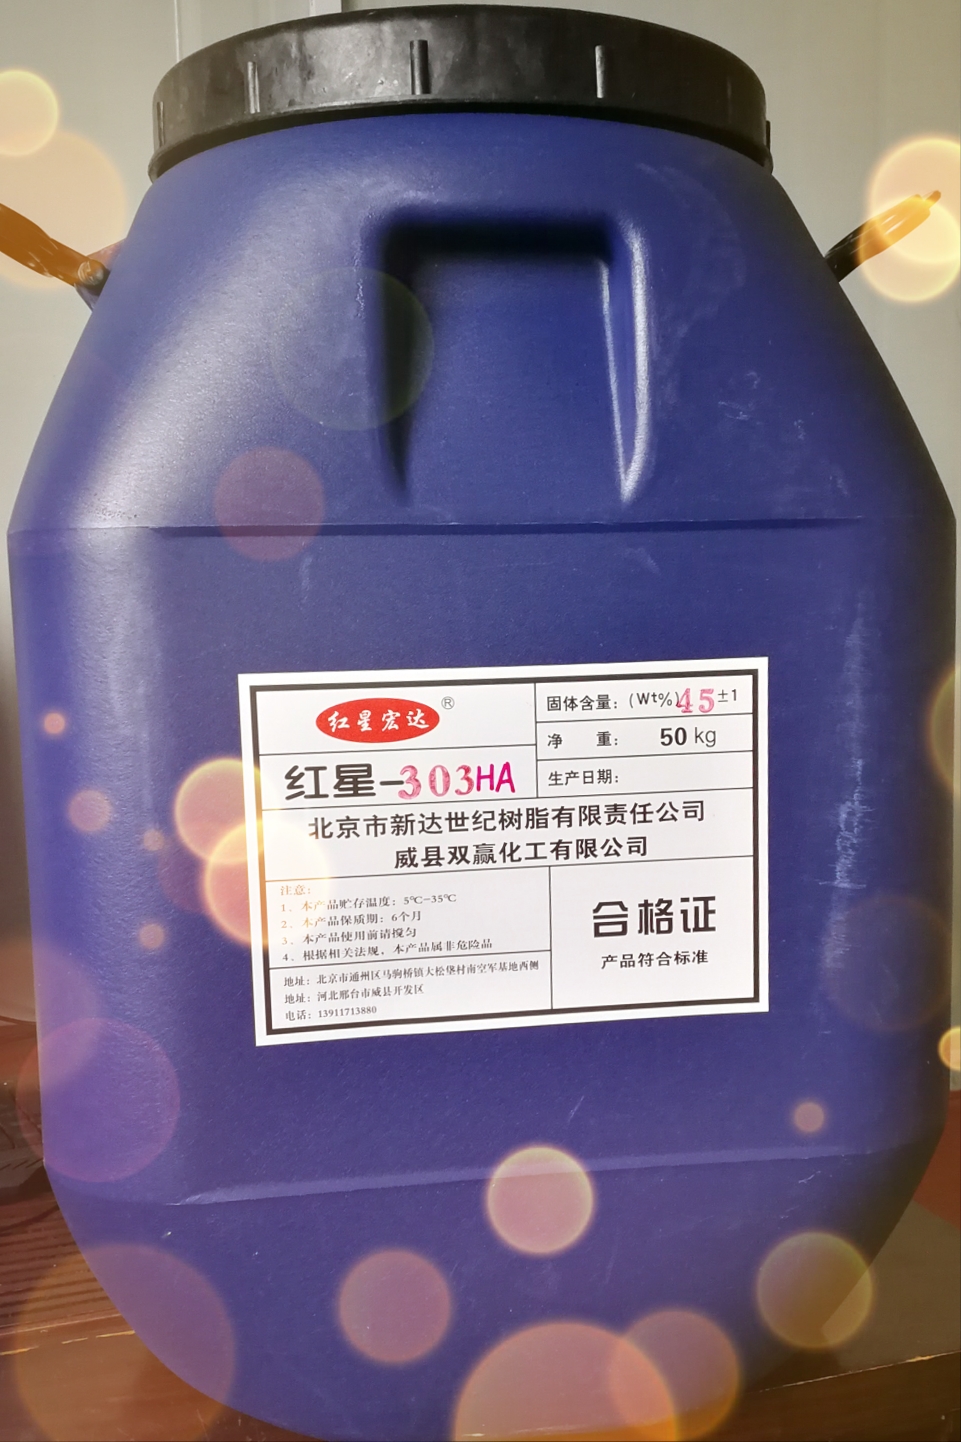 红星宏达 ®
红星-303HA
固体含量：(Wt%)45±1
净 重： 50 kg
生产日期：
北京市新达世纪树脂有限责任公司
威县双赢化工有限公司
注意：
1、本产品贮存温度：5℃-35℃
2、本产品保质期：6个月
3、本产品使用前请搅匀
4、根据相关法规，本产品属非危险品
地址：北京市通州区马驹桥镇大松垡村南空军基地西侧
地址：河北邢台市威县开发区
电话：13911713880
合格证
产品符合标准